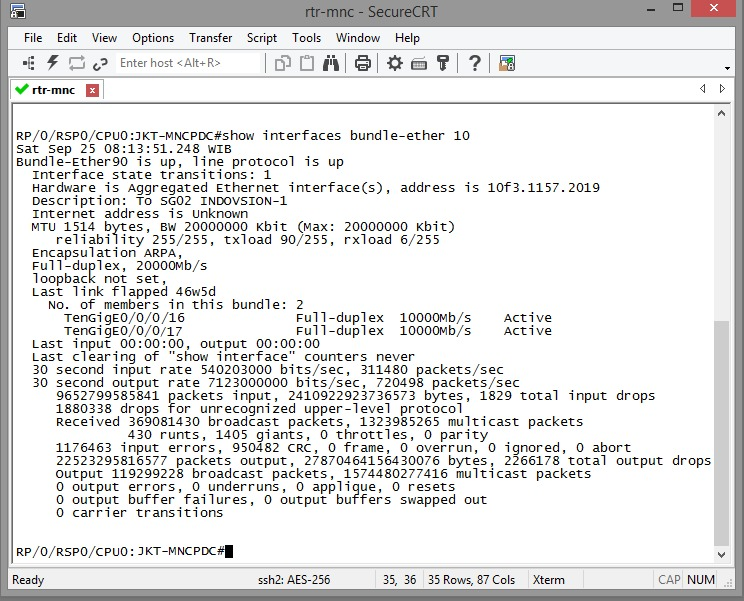 rtr-mnc - SecureCRT
File Edit View Options Transfer Script Tools Window Help
Enter host <Alt+R>
rtr-mnc
RP/0/RSP0/CPU0:JKT-MNCPDC#show interfaces bundle-ether 10
Sat Sep 25 08:13:51.248 WIB
Bundle-Ether90 is up, line protocol is up
Interface state transitions: 1
Hardware is Aggregated Ethernet interface(s), address is 10f3.1157.2019
Description: To SG02 INDOVSION-1
Internet address is Unknown
MTU 1514 bytes, BW 20000000 Kbit (Max: 20000000 Kbit)
reliability 255/255, txload 90/255, rxload 6/255
Encapsulation ARPA,
Full-duplex, 20000Mb/s
loopback not set,
Last link flapped 46w5d
No. of members in this bundle: 2
TenGigE0/0/0/16 Full-duplex 10000Mb/s Active
TenGigE0/0/0/17 Full-duplex 10000Mb/s Active
Last input 00:00:00, output 00:00:00
Last clearing of "show interface" counters never
30 second input rate 540203000 bits/sec, 311480 packets/sec
30 second output rate 7123000000 bits/sec, 720498 packets/sec
9652799585841 packets input, 2410922923736573 bytes, 1829 total input drops
1880338 drops for unrecognized upper-level protocol
Received 369081430 broadcast packets, 1323985265 multicast packets
430 runts, 1405 giants, 0 throttles, 0 parity
1176463 input errors, 950482 CRC, 0 frame, 0 overrun, 0 ignored, 0 abort
22523295816577 packets output, 27870464156430076 bytes, 2266178 total output drops
Output 119299228 broadcast packets, 1574480277416 multicast packets
0 output errors, 0 underruns, 0 applique, 0 resets
0 output buffer failures, 0 output buffers swapped out
0 carrier transitions
RP/0/RSP0/CPU0:JKT-MNCPDC#
Ready ssh2: AES-256 35, 36 35 Rows, 87 Cols Xterm CAP NUM